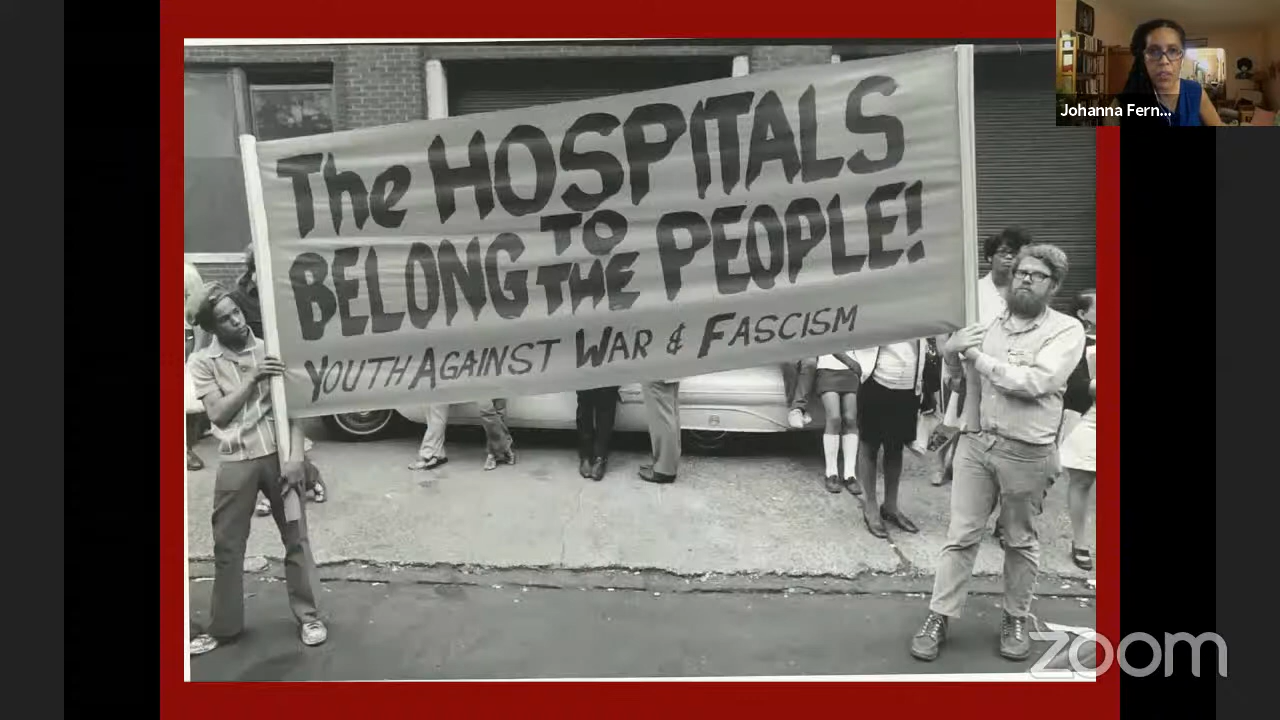 Johanna Fern...
The HOSPITALS
BELONG TO THE PEOPLE!
YOUTH AGAINST WAR & FASCISM
zoom